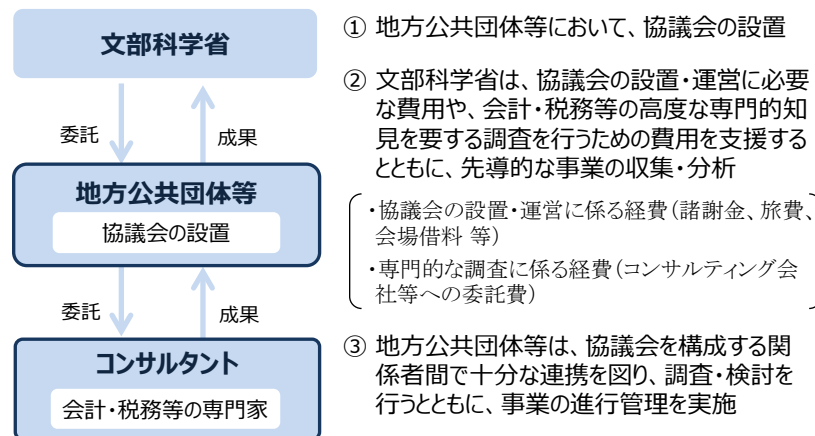 文部科学省
委託
成果
地方公共団体等
協議会の設置
委託
成果
コンサルタント
会計・税務等の専門家
① 地方公共団体等において、協議会の設置
② 文部科学省は、協議会の設置・運営に必要
な費用や、会計・税務等の高度な専門的知
見を要する調査を行うための費用を支援する
とともに、先導的な事業の収集・分析
・協議会の設置・運営に係る経費(諸謝金、旅費、
会場借料 等)
・専門的な調査に係る経費(コンサルティング会
社等への委託費)
③ 地方公共団体等は、協議会を構成する関
係者間で十分な連携を図り、調査・検討を
行うとともに、事業の進行管理を実施